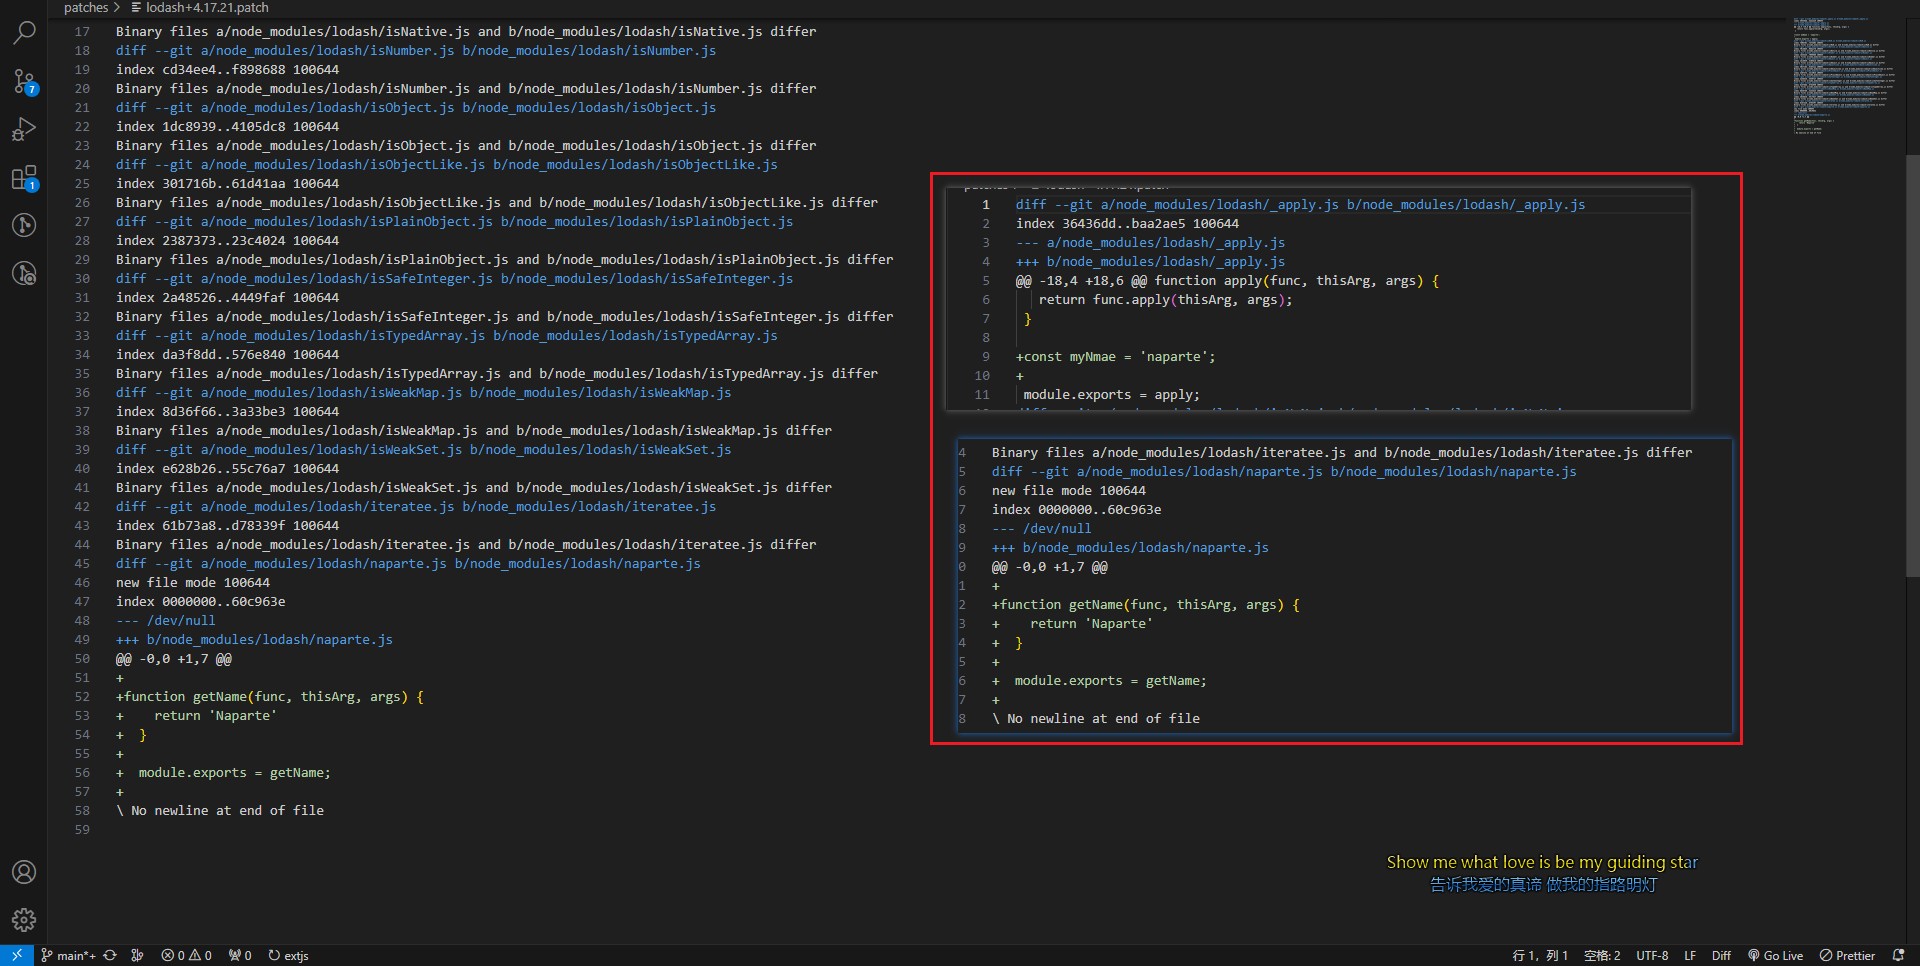 patches > lodash+4.17.21.patch
17 Binary files a/node_modules/lodash/isNative.js and b/node_modules/lodash/isNative.js differ
18 diff --git a/node_modules/lodash/isNumber.js b/node_modules/lodash/isNumber.js
19 index cd34ee4..f898688 100644
20 Binary files a/node_modules/lodash/isNumber.js and b/node_modules/lodash/isNumber.js differ
21 diff --git a/node_modules/lodash/isObject.js b/node_modules/lodash/isObject.js
22 index 1dc8939..4105dc8 100644
23 Binary files a/node_modules/lodash/isObject.js and b/node_modules/lodash/isObject.js differ
24 diff --git a/node_modules/lodash/isObjectLike.js b/node_modules/lodash/isObjectLike.js
25 index 301716b..61d41aa 100644
26 Binary files a/node_modules/lodash/isObjectLike.js and b/node_modules/lodash/isObjectLike.js differ
27 diff --git a/node_modules/lodash/isPlainObject.js b/node_modules/lodash/isPlainObject.js
28 index 2387373..23c4024 100644
29 Binary files a/node_modules/lodash/isPlainObject.js and b/node_modules/lodash/isPlainObject.js differ
30 diff --git a/node_modules/lodash/isSafeInteger.js b/node_modules/lodash/isSafeInteger.js
31 index 2a48526..4449faf 100644
32 Binary files a/node_modules/lodash/isSafeInteger.js and b/node_modules/lodash/isSafeInteger.js differ
33 diff --git a/node_modules/lodash/isTypedArray.js b/node_modules/lodash/isTypedArray.js
34 index da3f8dd..576e840 100644
35 Binary files a/node_modules/lodash/isTypedArray.js and b/node_modules/lodash/isTypedArray.js differ
36 diff --git a/node_modules/lodash/isWeakMap.js b/node_modules/lodash/isWeakMap.js
37 index 8d36f66..3a33be3 100644
38 Binary files a/node_modules/lodash/isWeakMap.js and b/node_modules/lodash/isWeakMap.js differ
39 diff --git a/node_modules/lodash/isWeakSet.js b/node_modules/lodash/isWeakSet.js
40 index e628b26..55c76a7 100644
41 Binary files a/node_modules/lodash/isWeakSet.js and b/node_modules/lodash/isWeakSet.js differ
42 diff --git a/node_modules/lodash/iteratee.js b/node_modules/lodash/iteratee.js
43 index 61b73a8..d78339f 100644
44 Binary files a/node_modules/lodash/iteratee.js and b/node_modules/lodash/iteratee.js differ
45 diff --git a/node_modules/lodash/naparte.js b/node_modules/lodash/naparte.js
46 new file mode 100644
47 index 0000000..60c963e
48 --- /dev/null
49 +++ b/node_modules/lodash/naparte.js
50 @@ -0,0 +1,7 @@
51 +
52 +function getName(func, thisArg, args) {
53 +    return 'Naparte'
54 +  }
55 +
56 +  module.exports = getName;
57 +
58 \ No newline at end of file
59
1 diff --git a/node_modules/lodash/_apply.js b/node_modules/lodash/_apply.js
2 index 36436dd..baa2ae5 100644
3 --- a/node_modules/lodash/_apply.js
4 +++ b/node_modules/lodash/_apply.js
5 @@ -18,4 +18,6 @@ function apply(func, thisArg, args) {
6    return func.apply(thisArg, args);
7  }
8
9 +const myNmae = 'naparte';
10 +
11  module.exports = apply;
4 Binary files a/node_modules/lodash/iteratee.js and b/node_modules/lodash/iteratee.js differ
5 diff --git a/node_modules/lodash/naparte.js b/node_modules/lodash/naparte.js
6 new file mode 100644
7 index 0000000..60c963e
8 --- /dev/null
9 +++ b/node_modules/lodash/naparte.js
0 @@ -0,0 +1,7 @@
1 +
2 +function getName(func, thisArg, args) {
3 +    return 'Naparte'
4 +  }
5 +
6 +  module.exports = getName;
7 +
8 \ No newline at end of file
7
1
Show me what love is be my guiding star
告诉我爱的真谛 做我的指路明灯
main*+ 0 0 0 extjs 行 1，列 1 空格: 2 UTF-8 LF Diff Go Live Prettier